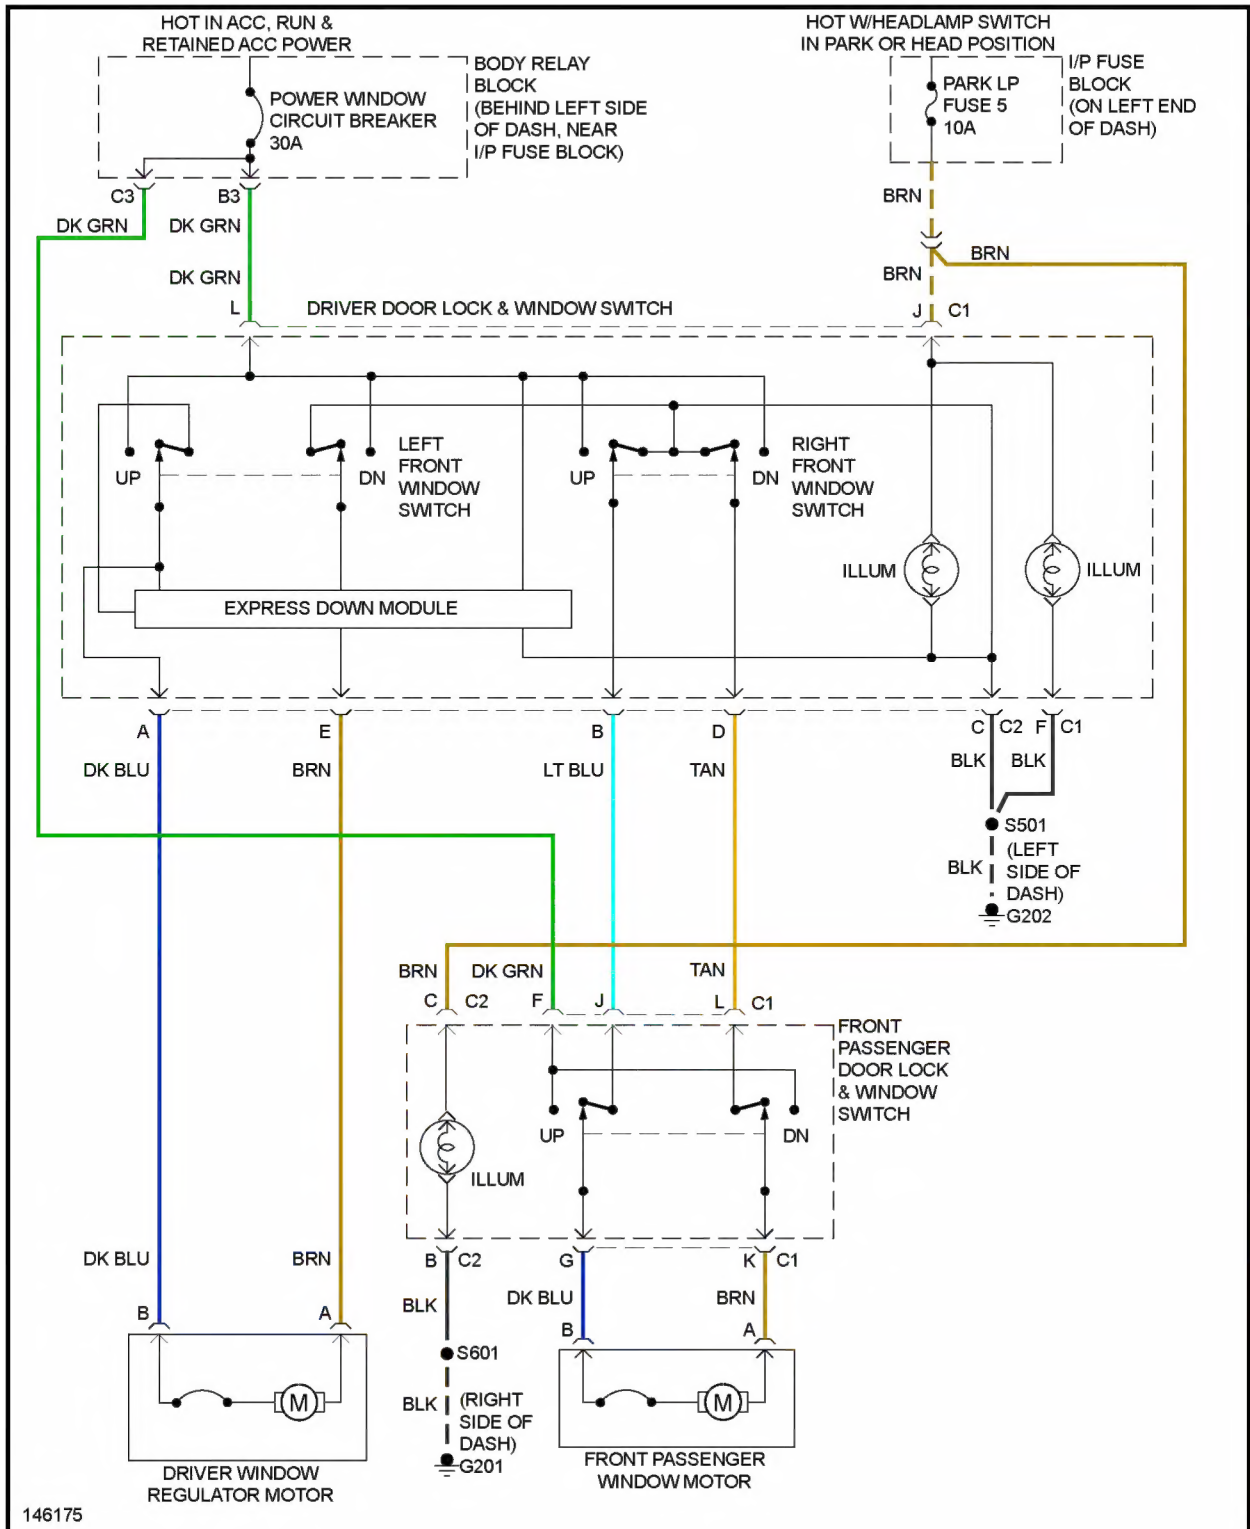 HOT IN ACC, RUN &
RETAINED ACC POWER
HOT W/HEADLAMP SWITCH
IN PARK OR HEAD POSITION
BODY RELAY
BLOCK
(BEHIND LEFT SIDE
OF DASH, NEAR
I/P FUSE BLOCK)
POWER WINDOW
CIRCUIT BREAKER
30A
PARK LP
FUSE 5
10A
I/P FUSE
BLOCK
(ON LEFT END
OF DASH)
C3
B3
BRN
DK GRN
DK GRN
BRN
DK GRN
BRN
L
DRIVER DOOR LOCK & WINDOW SWITCH
J
C1
UP
DN
LEFT
FRONT
WINDOW
SWITCH
UP
DN
RIGHT
FRONT
WINDOW
SWITCH
ILLUM
ILLUM
EXPRESS DOWN MODULE
A
E
B
D
C
C2
F
C1
DK BLU
BRN
LT BLU
TAN
BLK
BLK
S501
(LEFT
SIDE OF
DASH)
BLK
G202
BRN
DK GRN
TAN
C
C2
F
J
L
C1
FRONT
PASSENGER
DOOR LOCK
& WINDOW
SWITCH
UP
DN
ILLUM
DK BLU
BRN
B
C2
G
K
C1
BLK
DK BLU
BRN
B
A
B
A
S601
BLK
(RIGHT
SIDE OF
DASH)
G201
M
M
DRIVER WINDOW
REGULATOR MOTOR
FRONT PASSENGER
WINDOW MOTOR
146175